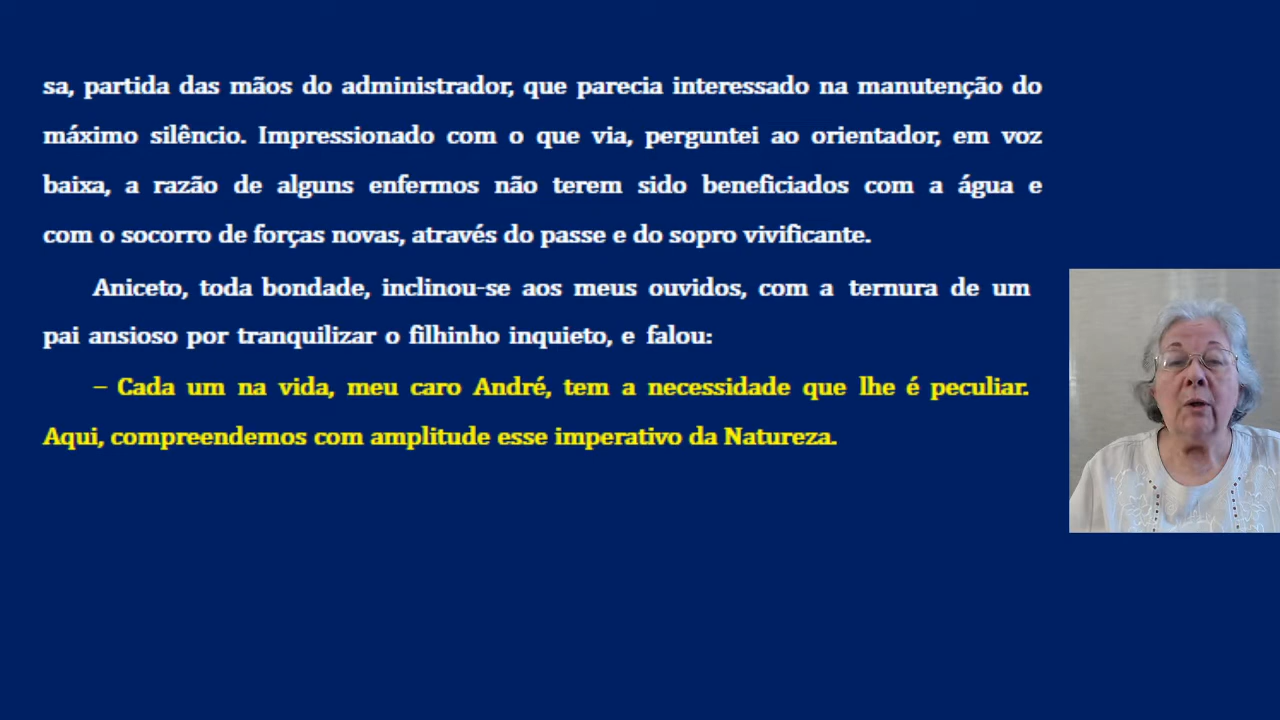 sa, partida das mãos do administrador, que parecia interessado na manutenção do
máximo silêncio. Impressionado com o que via, perguntei ao orientador, em voz
baixa, a razão de alguns enfermos não terem sido beneficiados com a água e
com o socorro de forças novas, através do passe e do sopro vivificante.
Aniceto, toda bondade, inclinou-se aos meus ouvidos, com a ternura de um
pai ansioso por tranquilizar o filhinho inquieto, e falou:
– Cada um na vida, meu caro André, tem a necessidade que lhe é peculiar.
Aqui, compreendemos com amplitude esse imperativo da Natureza.